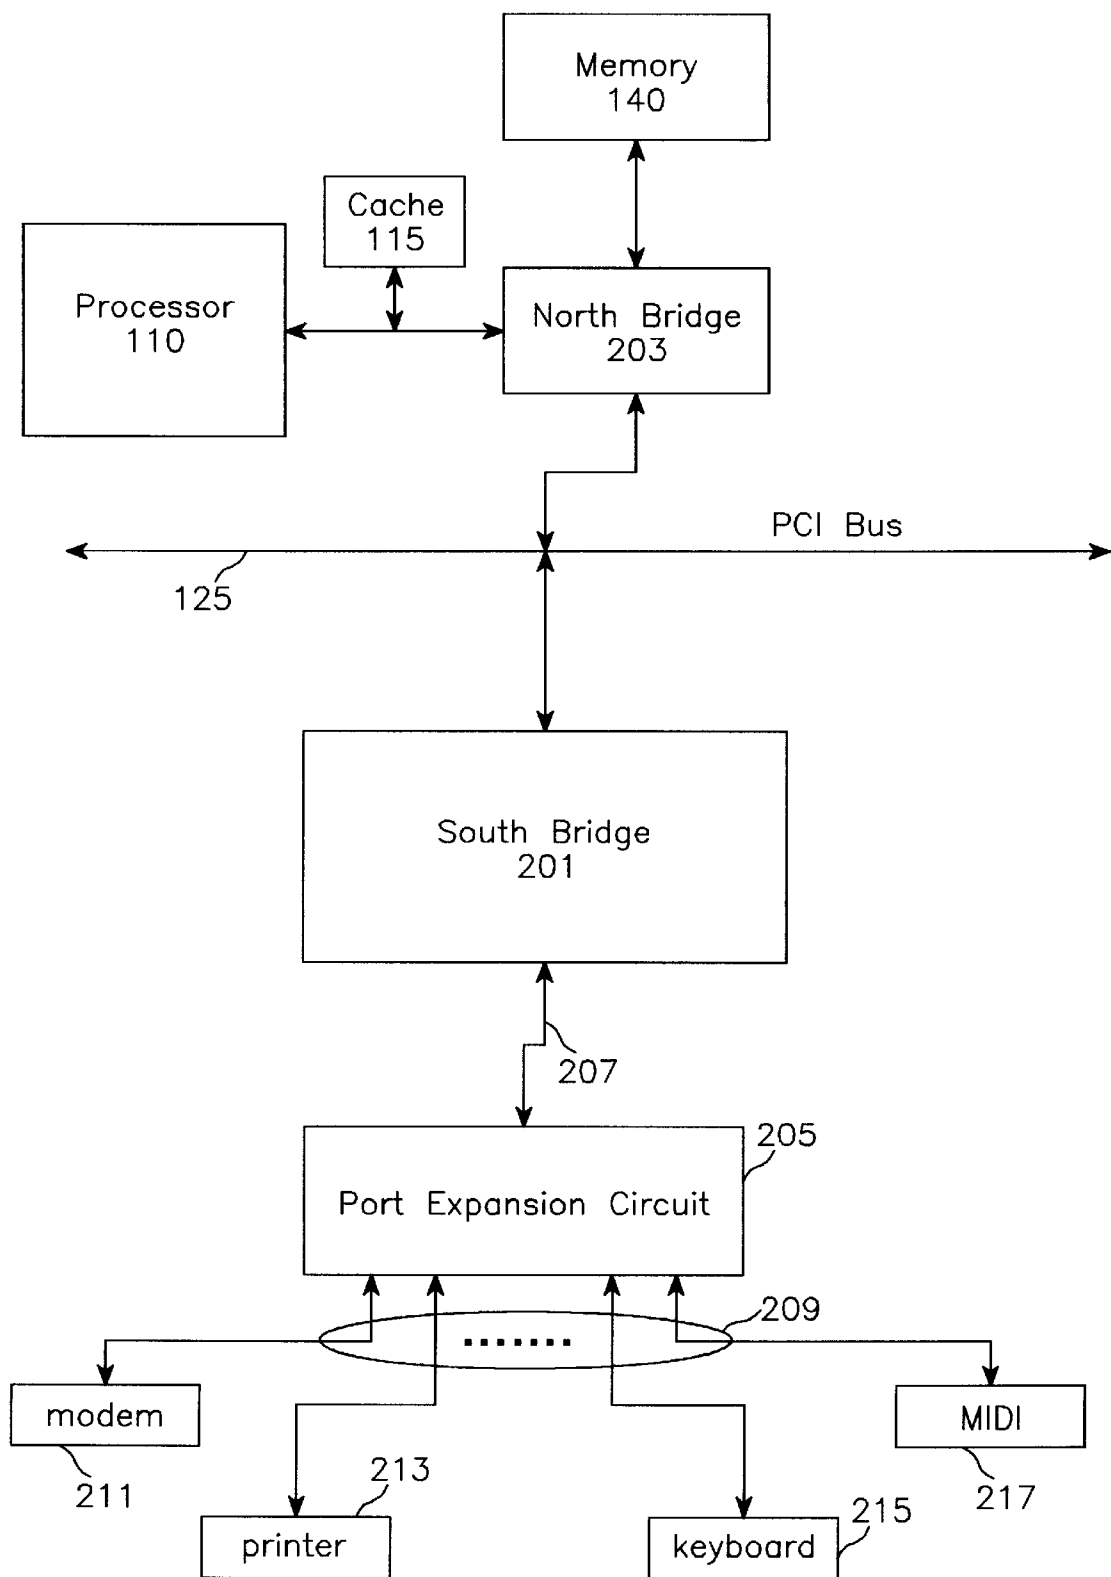 Memory
140
Cache
115
Processor
110
North Bridge
203
PCI Bus
125
South Bridge
201
207
205
Port Expansion Circuit
209
modem
MIDI
211
213
217
215
printer
keyboard